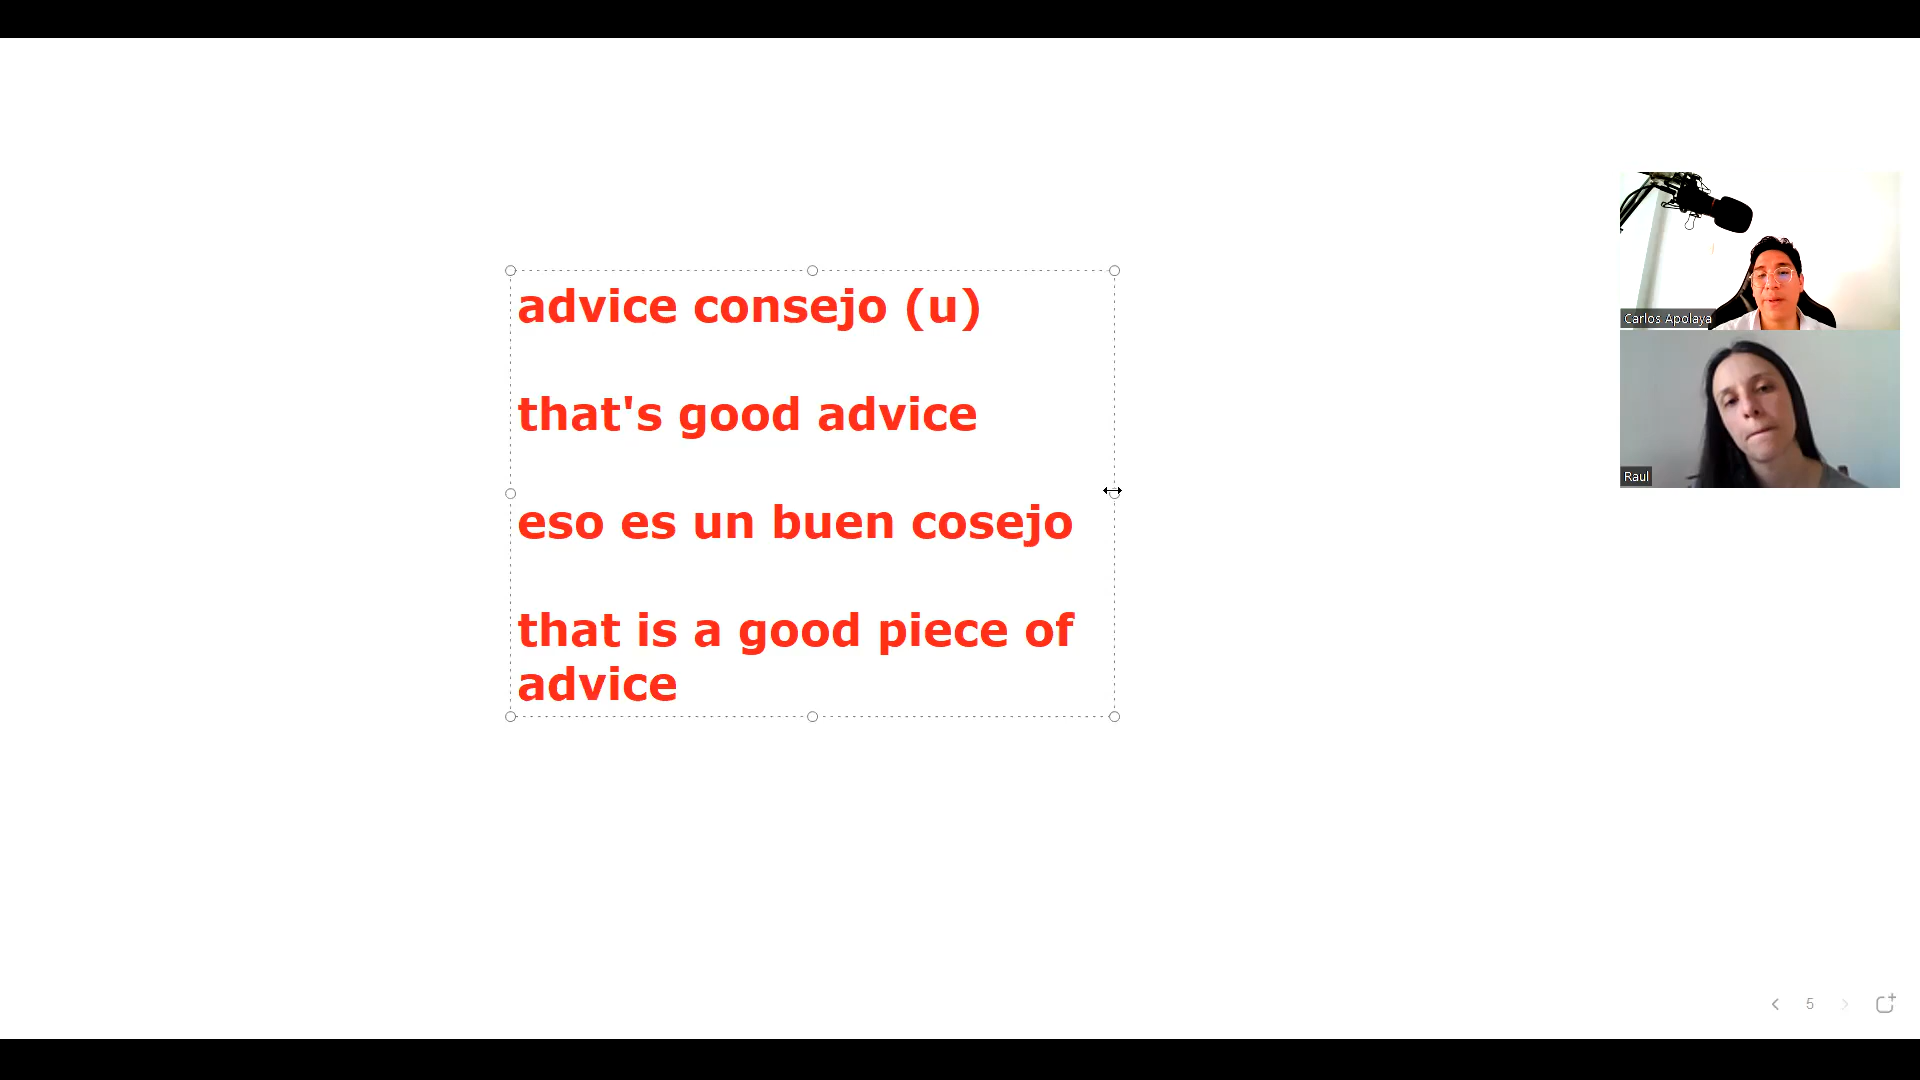 advice consejo (u)
that's good advice
eso es un buen cosejo
that is a good piece of
advice
Carlos Apolaya
Raul
5